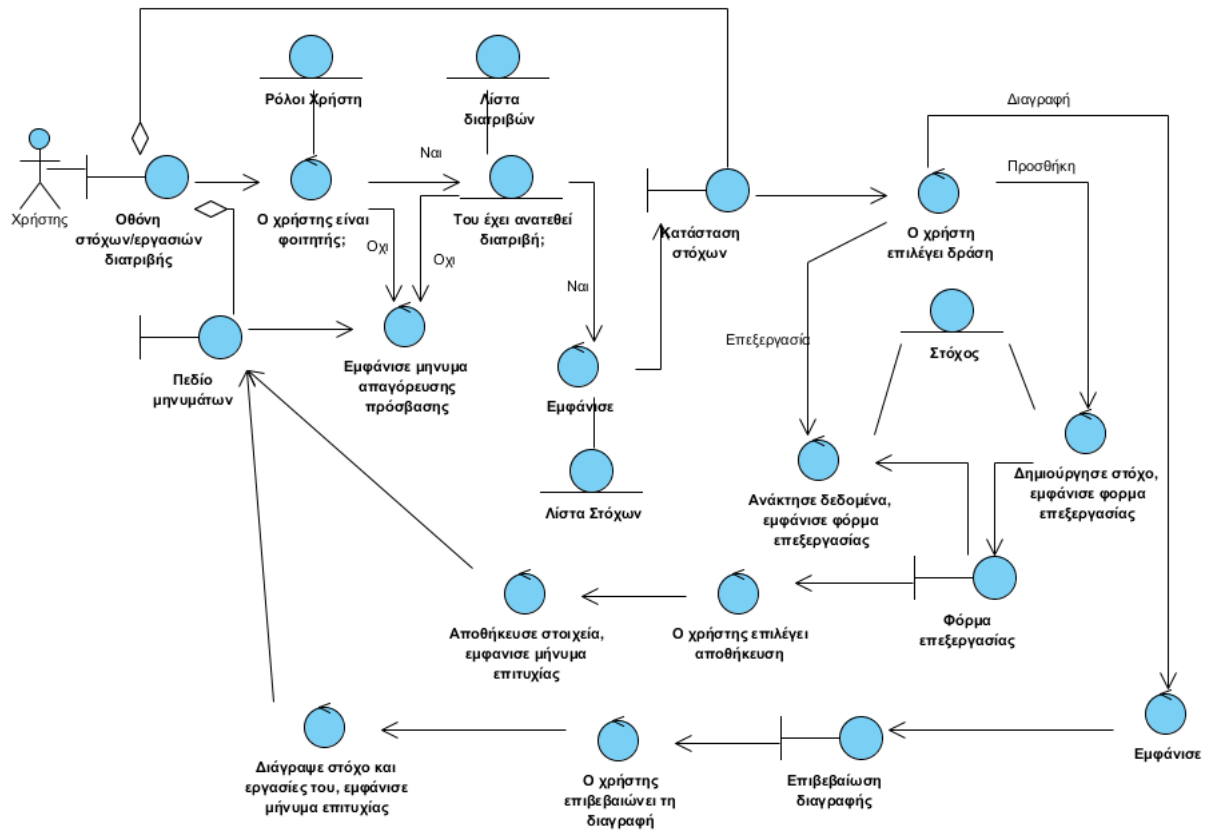 Διαγραφή
Ρόλοι Χρήστη
Λίστα
διατριβών
Ναι
Προσθήκη
Χρήστης
Οθόνη
στόχων/εργασιών
διατριβής
Ο χρήστης είναι
φοιτητής;
Του έχει ανατεθεί
διατριβή;
Κατάσταση
στόχων
Ο χρήστη
επιλέγει δράση
Οχι
Οχι
Ναι
Επεξεργασία
Στόχος
Πεδίο
μηνυμάτων
Εμφάνισε μηνυμα
απαγόρευσης
πρόσβασης
Εμφάνισε
Λίστα Στόχων
Ανάκτησε δεδομένα,
εμφάνισε φόρμα
επεξεργασίας
Δημιούργησε στόχο,
εμφάνισε φορμα
επεξεργασίας
Αποθήκευσε στοιχεία,
εμφανισε μήνυμα
επιτυχίας
Ο χρήστης επιλέγει
αποθήκευση
Φόρμα
επεξεργασίας
Διάγραψε στόχο και
εργασίες του, εμφάνισε
μήνυμα επιτυχίας
Ο χρήστης
επιβεβαιώνει τη
διαγραφή
Επιβεβαίωση
διαγραφής
Εμφάνισε